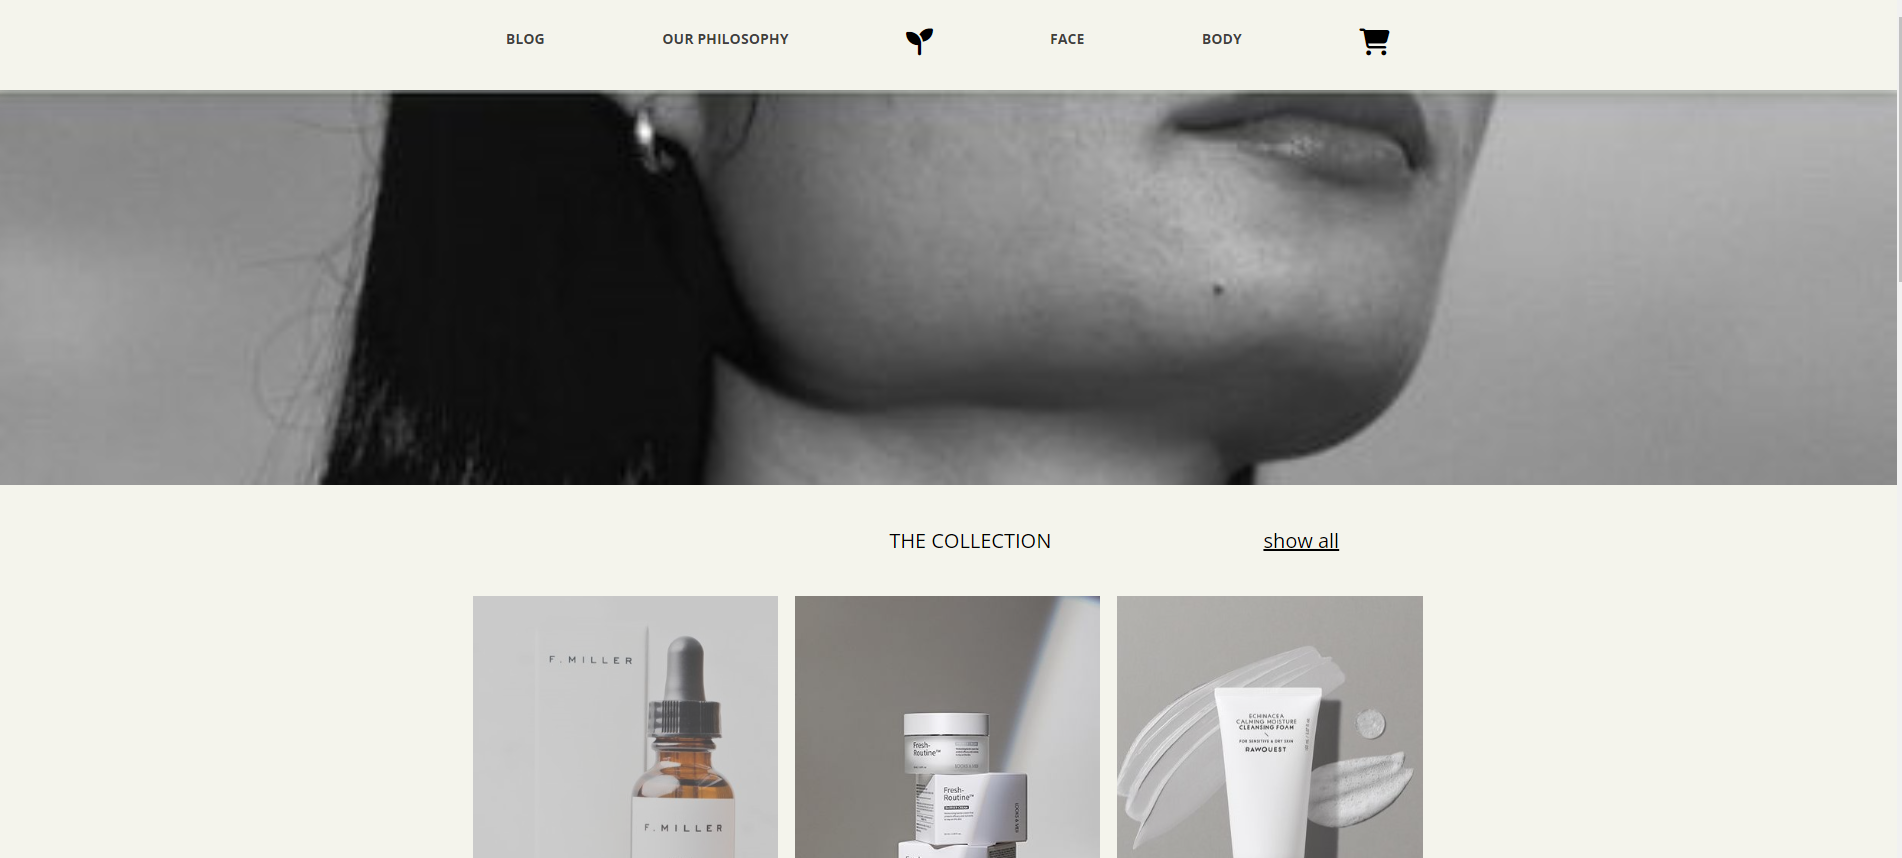 BLOG
OUR PHILOSOPHY
FACE
BODY
THE COLLECTION
show all
F.MILLER
F.MILLER
Fresh-
Routine™
Fresh-
Routine™
ECHINACEA
CALMING MOISTURE
CLEANSING FOAM
FOR SENSITIVE & DRY SKIN
RAWQUEST